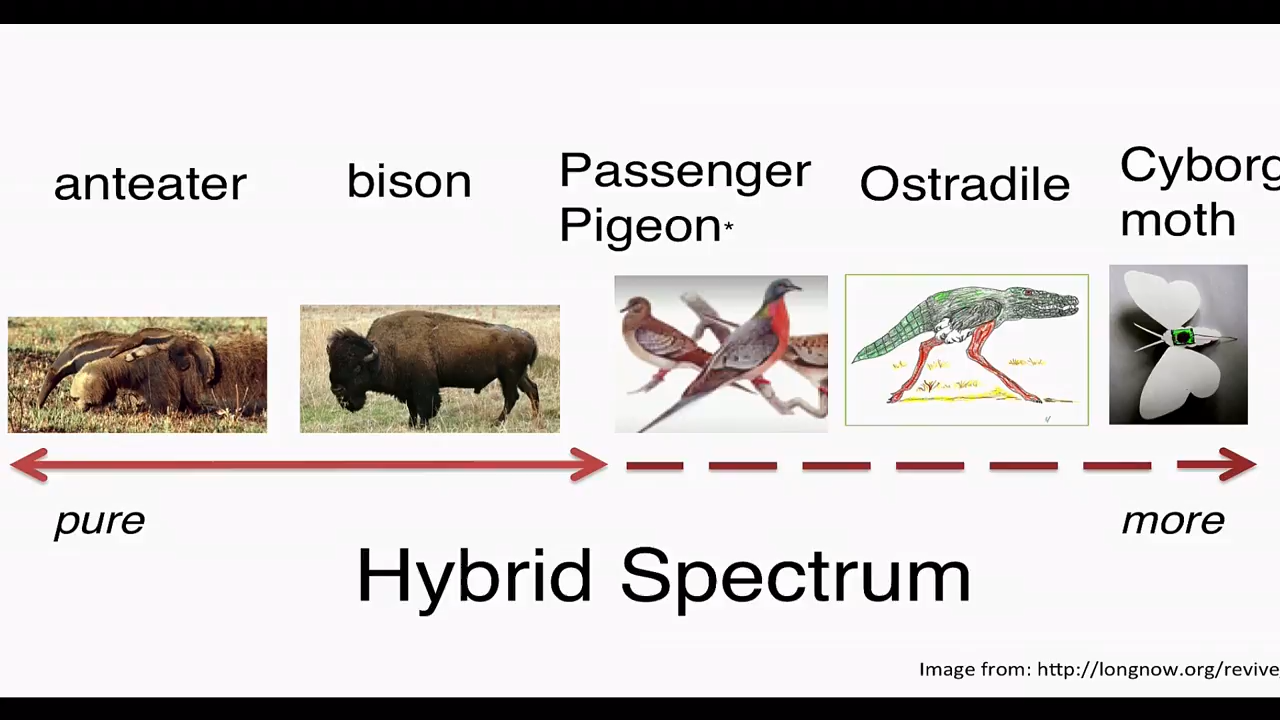 anteater
bison
Passenger
Pigeon*
Ostradile
Cyborg
moth
pure
more
Hybrid Spectrum
Image from: http://longnow.org/revive